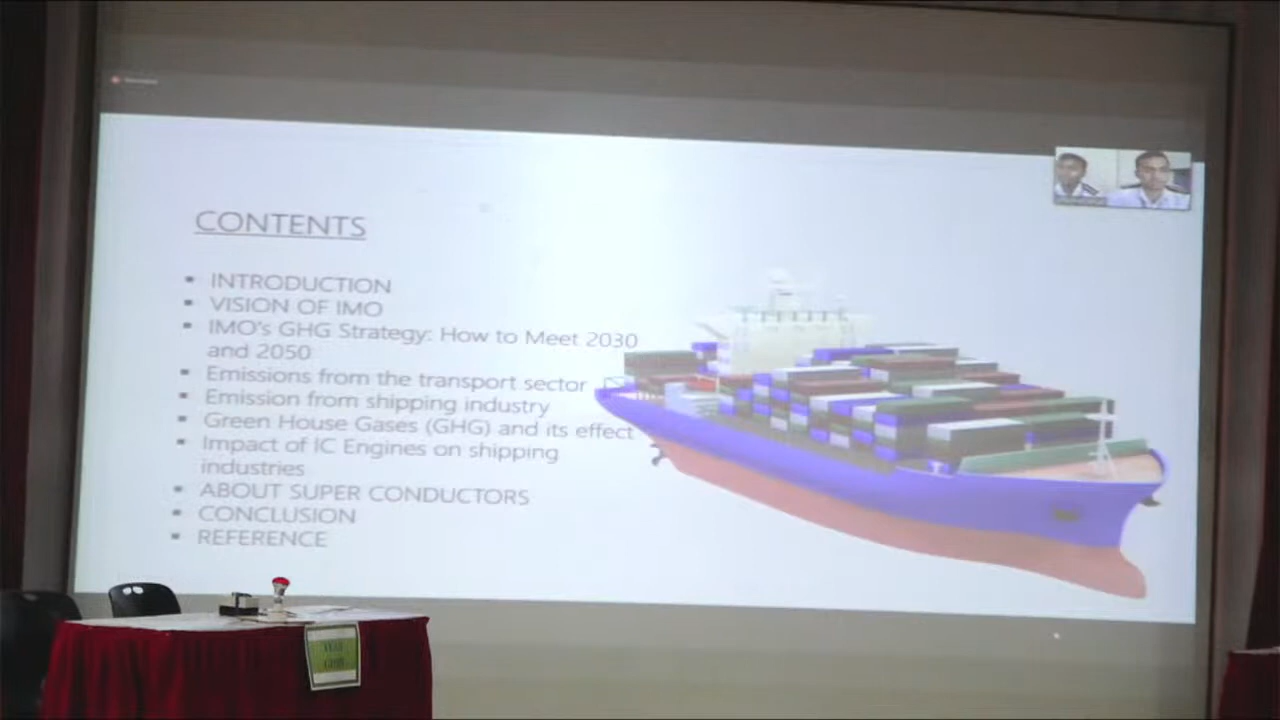 CONTENTS
▪ INTRODUCTION
▪ VISION OF IMO
▪ IMO's GHG Strategy: How to Meet 2030
and 2050
▪ Emissions from the transport sector
▪ Emission from shipping industry
▪ Green House Gases (GHG) and its effect
▪ Impact of IC Engines on shipping
industries
▪ ABOUT SUPER CONDUCTORS
▪ CONCLUSION
▪ REFERENCE